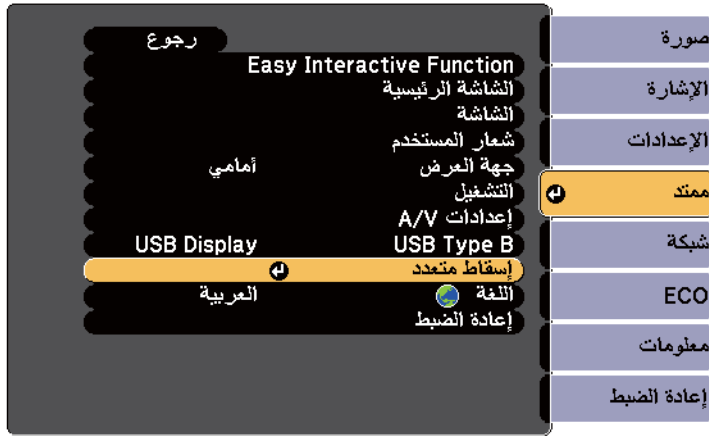 صورة
الإشارة
الإعدادات
ممتد
شبكة
ECO
معلومات
إعادة الضبط
رجوع
Easy Interactive Function
الشاشة الرئيسية
الشاشة
شعار المستخدم
جهة العرض أمامي
التشغيل
إعدادات A/V
USB Type B USB Display
إسقاط متعدد
اللغة العربية
إعادة الضبط